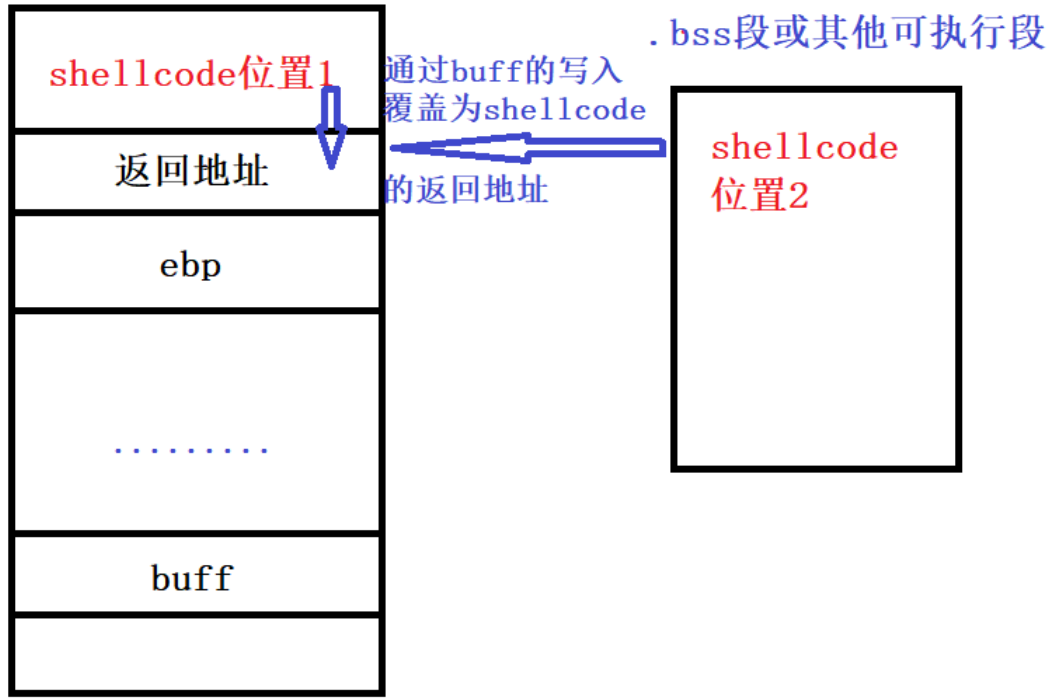 .bss段或其他可执行段
shellcode位置1
通过buff的写入
覆盖为shellcode
的返回地址
shellcode
位置2
返回地址
ebp
.........
buff